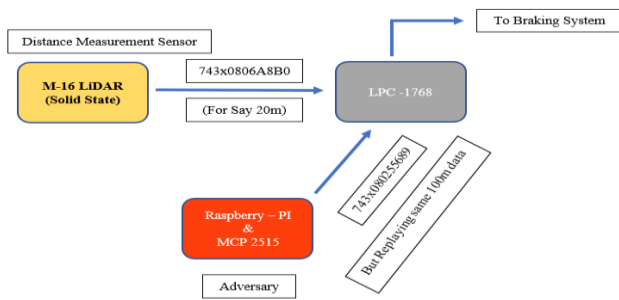 To Braking System
Distance Measurement Sensor
M-16 LiDAR
(Solid State)
743x0806A8B0
(For Say 20m)
LPC -1768
743x080255689
But Replaying same 100m data
Raspberry – PI
&
MCP 2515
Adversary